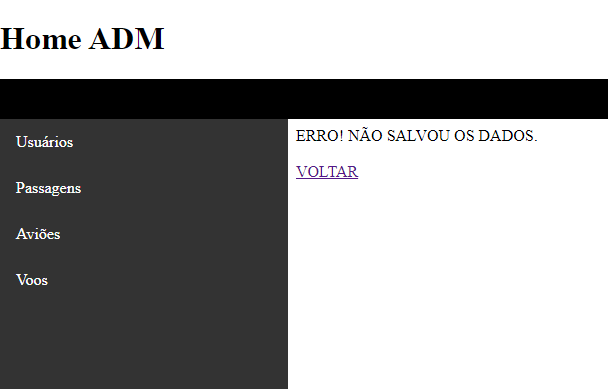 Home ADM
Usuários
Passagens
Aviões
Voos
ERRO! NÃO SALVOU OS DADOS.
VOLTAR